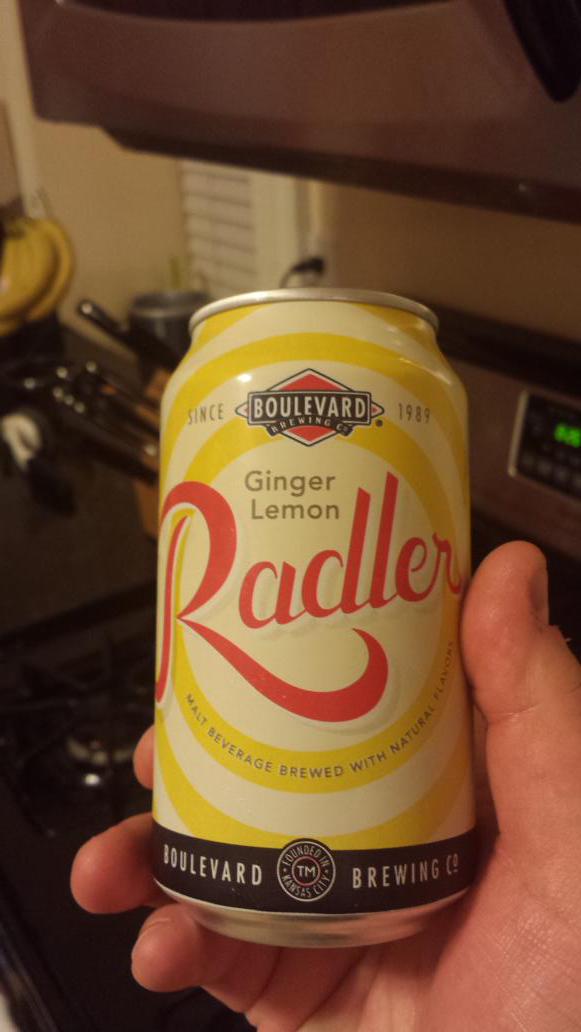 SINCE BOULEVARD 1989
BREWING Co
Ginger
Lemon
Radler
MALT BEVERAGE BREWED WITH NATURAL FLAVORS
BOULEVARD FOUNDED IN KANSAS CITY TM BREWING Co